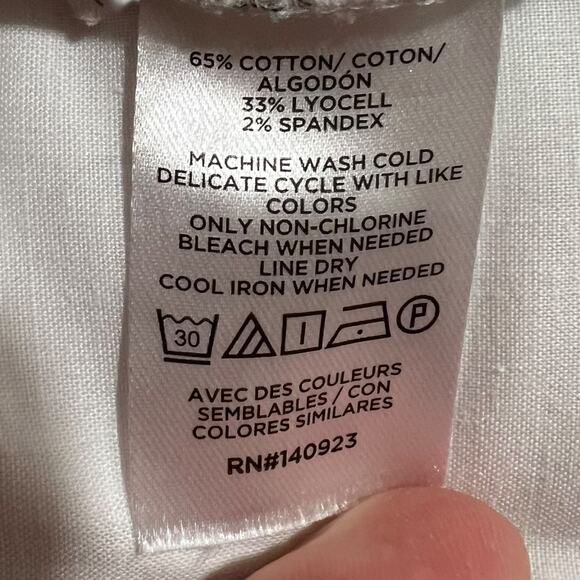 65% COTTON/ COTON/
ALGODÓN
33% LYOCELL
2% SPANDEX
MACHINE WASH COLD
DELICATE CYCLE WITH LIKE
COLORS
ONLY NON-CHLORINE
BLEACH WHEN NEEDED
LINE DRY
COOL IRON WHEN NEEDED
30 P
AVEC DES COULEURS
SEMBLABLES / CON
COLORES SIMILARES
RN#140923